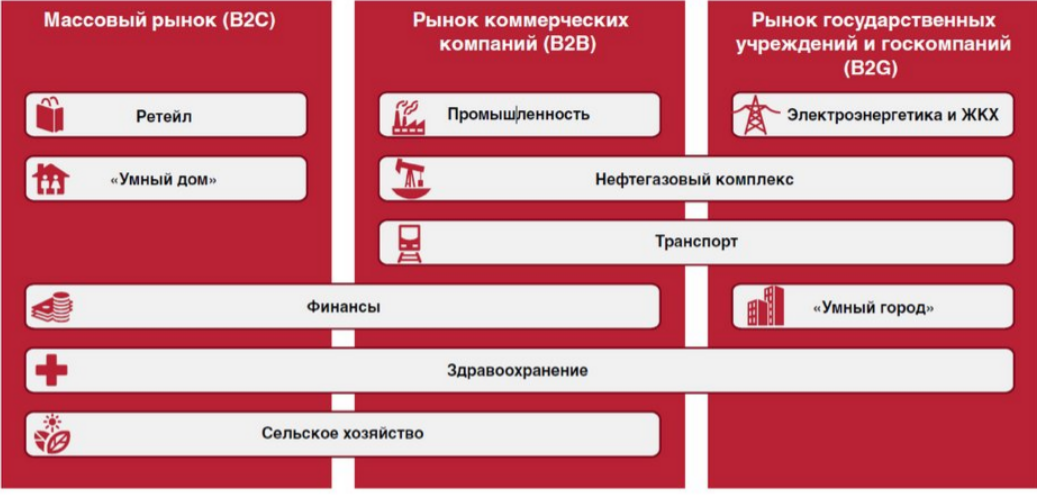 Массовый рынок (B2C)
Рынок коммерческих
компаний (B2B)
Рынок государственных
учреждений и госкомпаний
(B2G)
Ретейл
Промышленность
Электроэнергетика и ЖКХ
«Умный дом»
Нефтегазовый комплекс
Транспорт
Финансы
«Умный город»
Здравоохранение
Сельское хозяйство